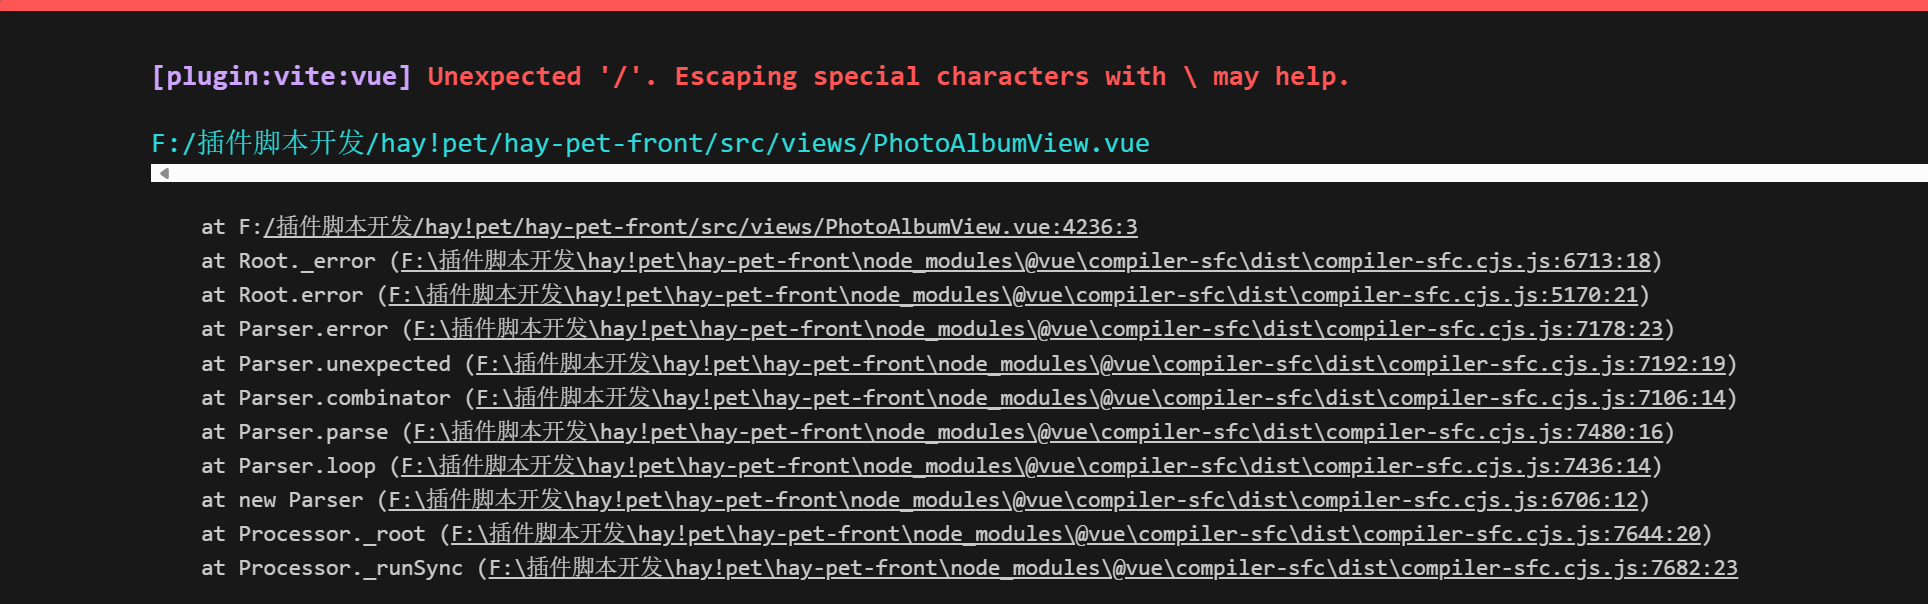 [plugin:vite:vue] Unexpected '/'. Escaping special characters with \ may help.
F:/插件脚本开发/hay!pet/hay-pet-front/src/views/PhotoAlbumView.vue
at F:/插件脚本开发/hay!pet/hay-pet-front/src/views/PhotoAlbumView.vue:4236:3
at Root._error (F:\插件脚本开发\hay!pet\hay-pet-front\node_modules\@vue\compiler-sfc\dist\compiler-sfc.cjs.js:6713:18)
at Root.error (F:\插件脚本开发\hay!pet\hay-pet-front\node_modules\@vue\compiler-sfc\dist\compiler-sfc.cjs.js:5170:21)
at Parser.error (F:\插件脚本开发\hay!pet\hay-pet-front\node_modules\@vue\compiler-sfc\dist\compiler-sfc.cjs.js:7178:23)
at Parser.unexpected (F:\插件脚本开发\hay!pet\hay-pet-front\node_modules\@vue\compiler-sfc\dist\compiler-sfc.cjs.js:7192:19)
at Parser.combinator (F:\插件脚本开发\hay!pet\hay-pet-front\node_modules\@vue\compiler-sfc\dist\compiler-sfc.cjs.js:7106:14)
at Parser.parse (F:\插件脚本开发\hay!pet\hay-pet-front\node_modules\@vue\compiler-sfc\dist\compiler-sfc.cjs.js:7480:16)
at Parser.loop (F:\插件脚本开发\hay!pet\hay-pet-front\node_modules\@vue\compiler-sfc\dist\compiler-sfc.cjs.js:7436:14)
at new Parser (F:\插件脚本开发\hay!pet\hay-pet-front\node_modules\@vue\compiler-sfc\dist\compiler-sfc.cjs.js:6706:12)
at Processor._root (F:\插件脚本开发\hay!pet\hay-pet-front\node_modules\@vue\compiler-sfc\dist\compiler-sfc.cjs.js:7644:20)
at Processor._runSync (F:\插件脚本开发\hay!pet\hay-pet-front\node_modules\@vue\compiler-sfc\dist\compiler-sfc.cjs.js:7682:23